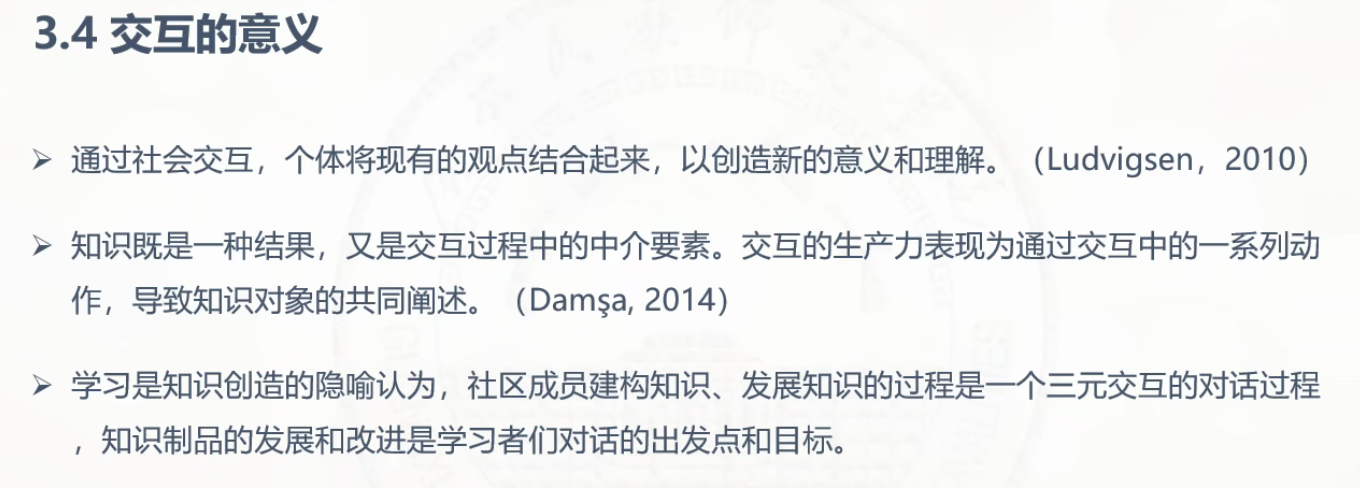 3.4 交互的意义
➢ 通过社会交互，个体将现有的观点结合起来，以创造新的意义和理解。（Ludvigsen，2010）
➢ 知识既是一种结果，又是交互过程中的中介要素。交互的生产力表现为通过交互中的一系列动
作，导致知识对象的共同阐述。（Damşa, 2014）
➢ 学习是知识创造的隐喻认为，社区成员建构知识、发展知识的过程是一个三元交互的对话过程
，知识制品的发展和改进是学习者们对话的出发点和目标。